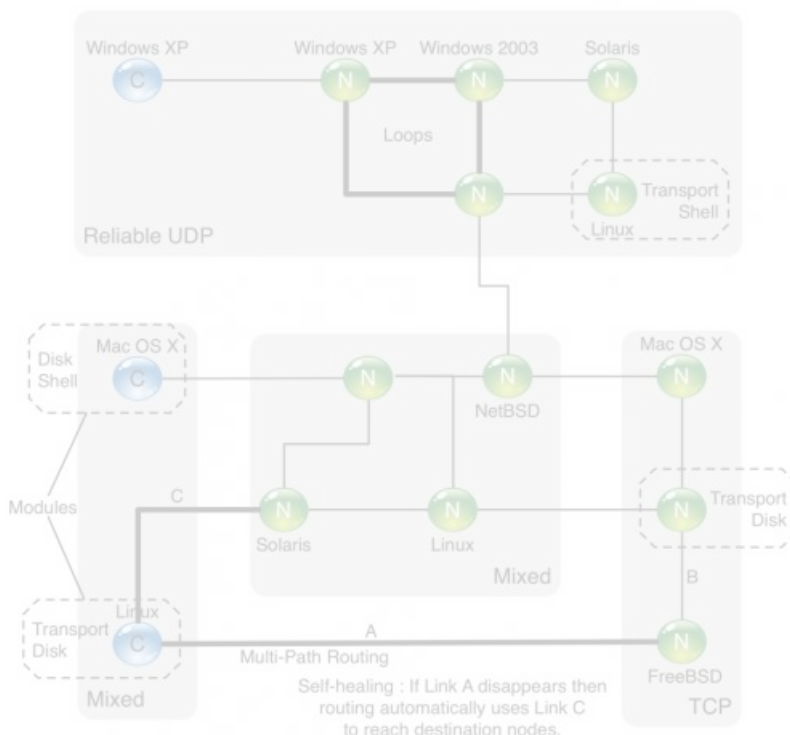 Windows XP
Windows XP
Windows 2003
Solaris
C
N
N
N
Loops
N
N
Transport
Shell
Linux
Reliable UDP
Mac OS X
Disk
Shell
C
N
N
NetBSD
Mac OS X
N
Modules
C
N
Solaris
N
Linux
N
Transport
Disk
Mixed
B
Linux
Transport
Disk
C
A
Multi-Path Routing
N
FreeBSD
Mixed
Self-healing : If Link A disappears then
routing automatically uses Link C
to reach destination nodes.
TCP